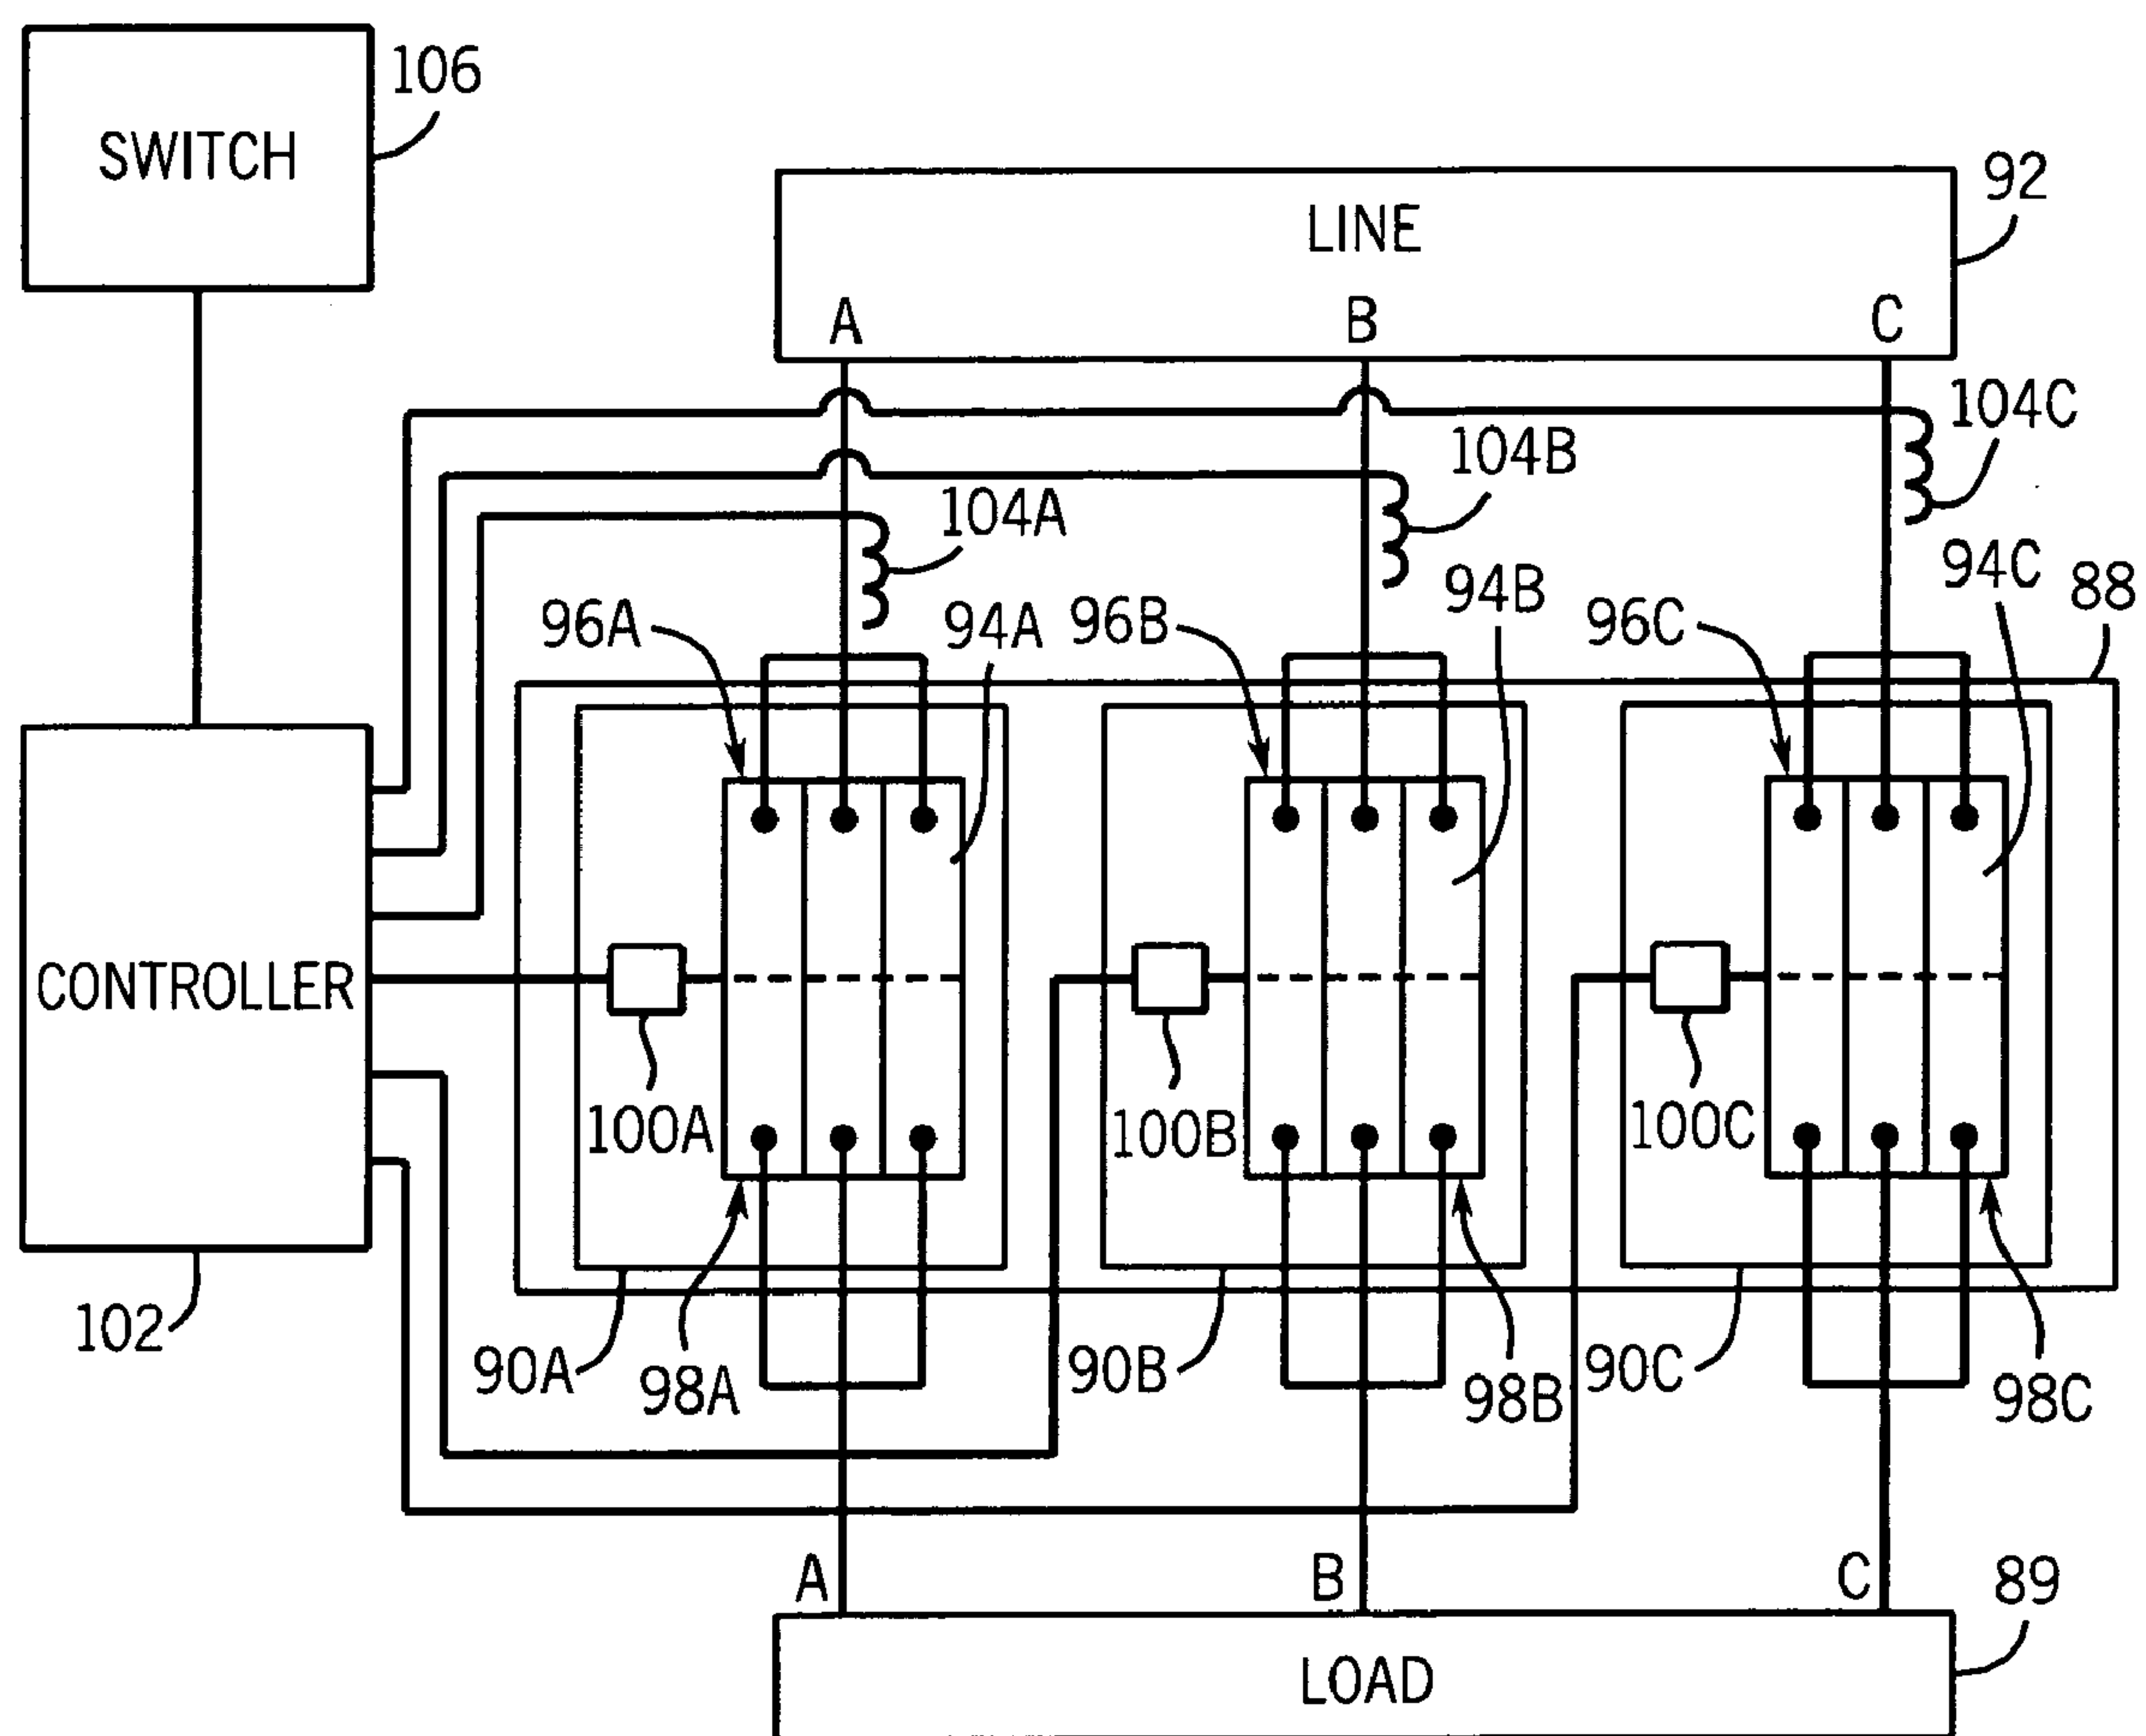 106
SWITCH
92
LINE
A B C
104C
104B
104A
94C
88
94B
96A
94A
96B
96C
CONTROLLER
100A
100B
100C
102
90A
98A
90B
98B
90C
98C
A B C
89
LOAD